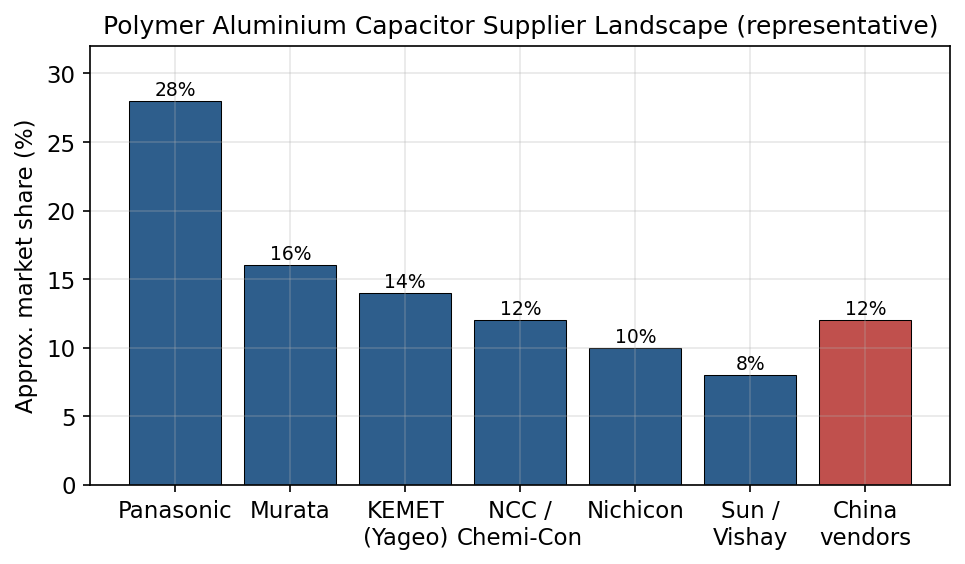 Polymer Aluminium Capacitor Supplier Landscape (representative)
Approx. market share (%)
30
25
20
15
10
5
0
28%
16%
14%
12%
10%
8%
12%
Panasonic
Murata
KEMET
(Yageo)
NCC /
Chemi-Con
Nichicon
Sun /
Vishay
China
vendors